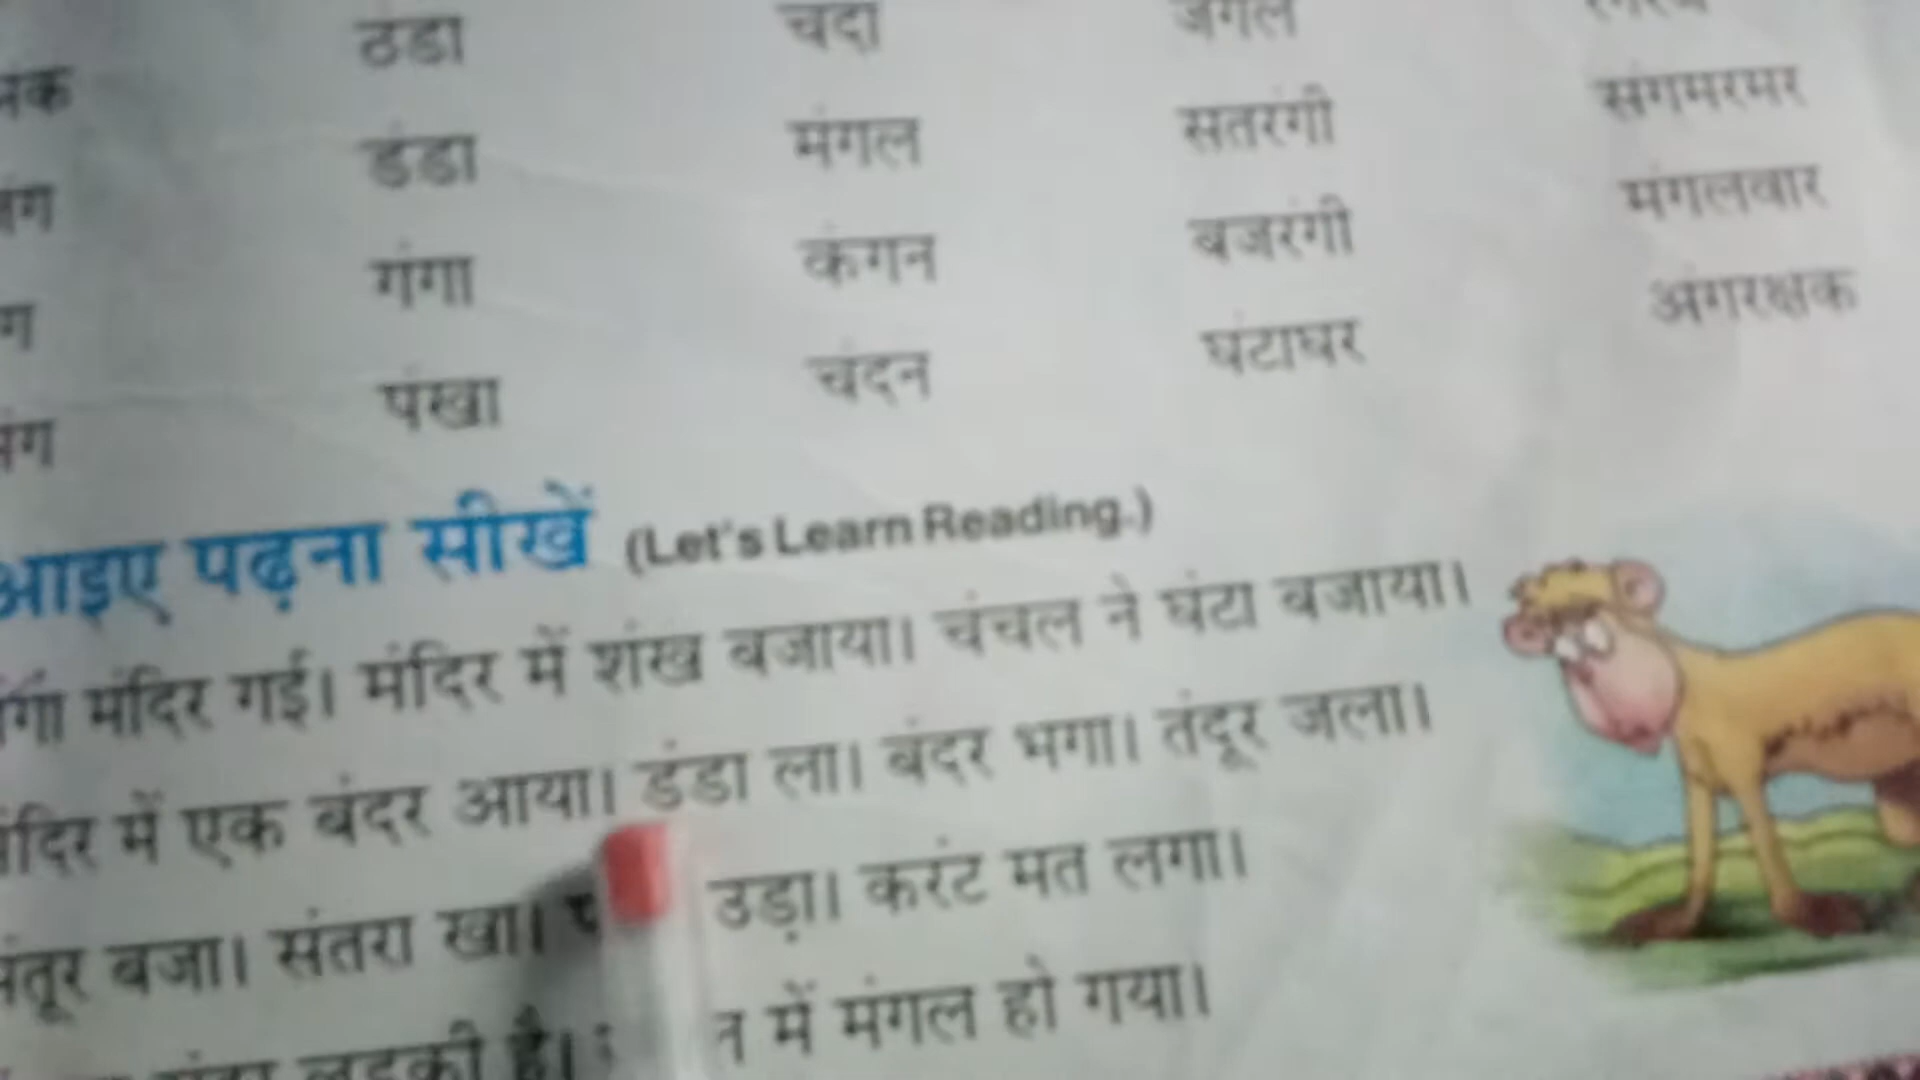 ठंडा चंदा जंगल
डंडा मंगल सतरंगी संगमरमर
गंगा कंगन बजरंगी मंगलवार
पंखा चंदन घंटाघर अंगरक्षक
आइए पढ़ना सीखें (Let's Learn Reading.)
मंदिर गई। मंदिर में शंख बजाया। चंचल ने घंटा बजाया।
में एक बंदर आया। डंडा ला। बंदर भगा। तंदूर जला।
बजा। संतरा खा। उड़ा। करंट मत लगा।
लड़की है। में मंगल हो गया।